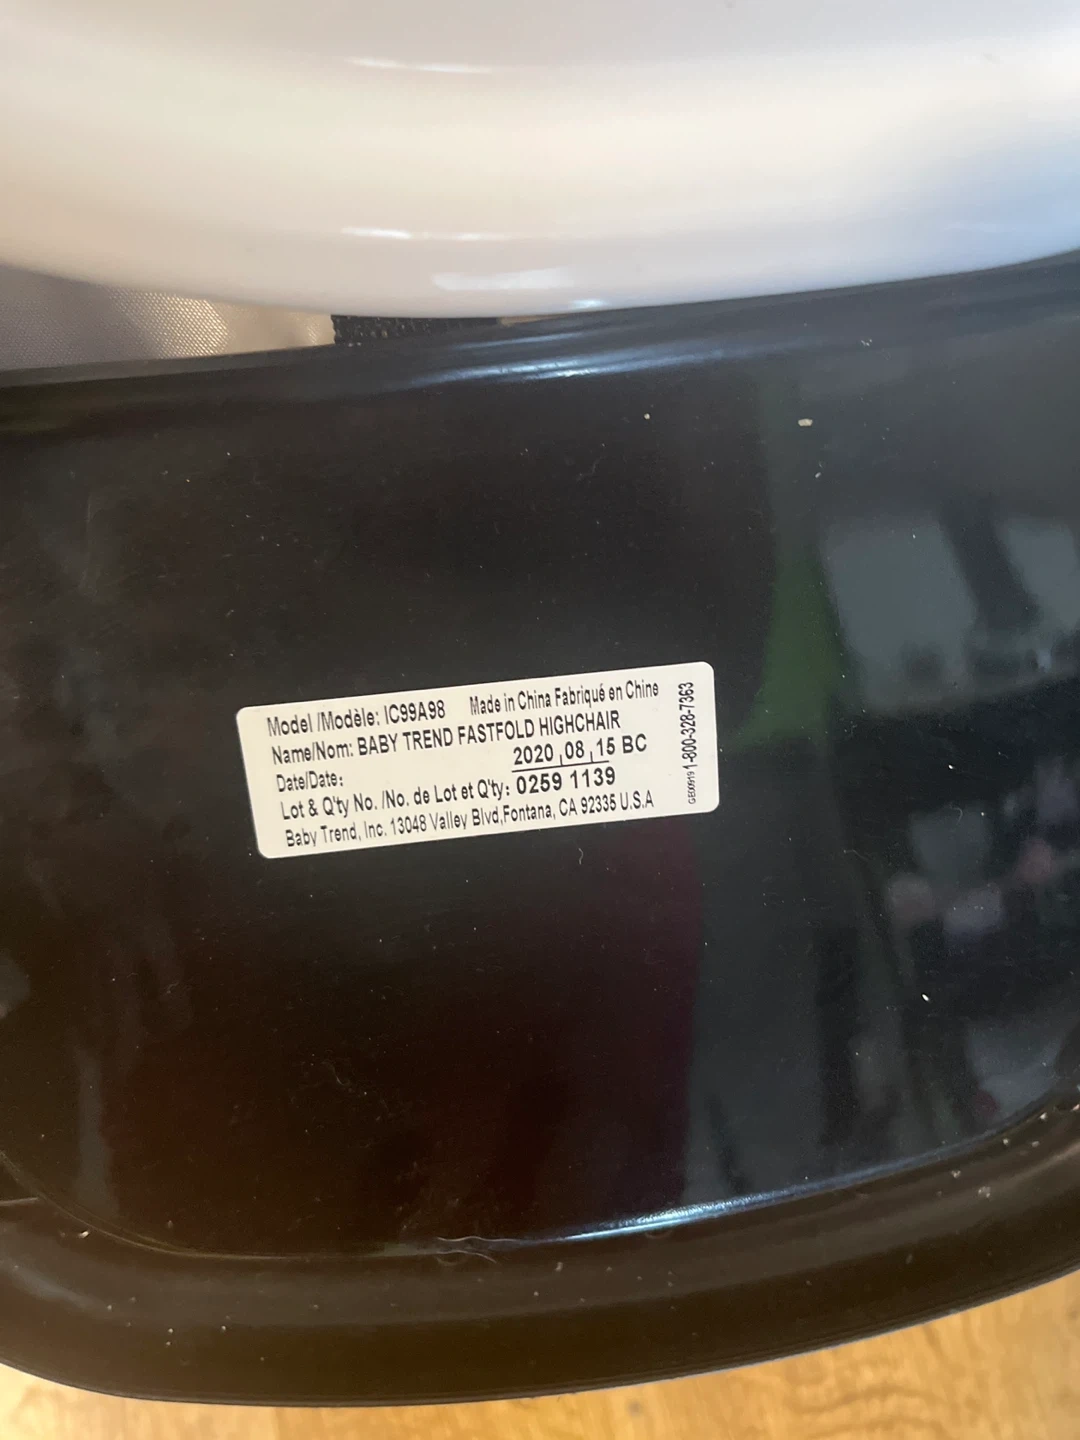 Model /Modèle: IC99A98 Made in China Fabriqué en Chine
Name/Nom: BABY TREND FASTFOLD HIGHCHAIR
Date/Date: 2020 08 15 BC
Lot & Q'ty No. /No. de Lot et Q'ty: 0259 1139
Baby Trend, Inc. 13048 Valley Blvd,Fontana, CA 92335 U.S.A
GE00919 1-800-328-7363